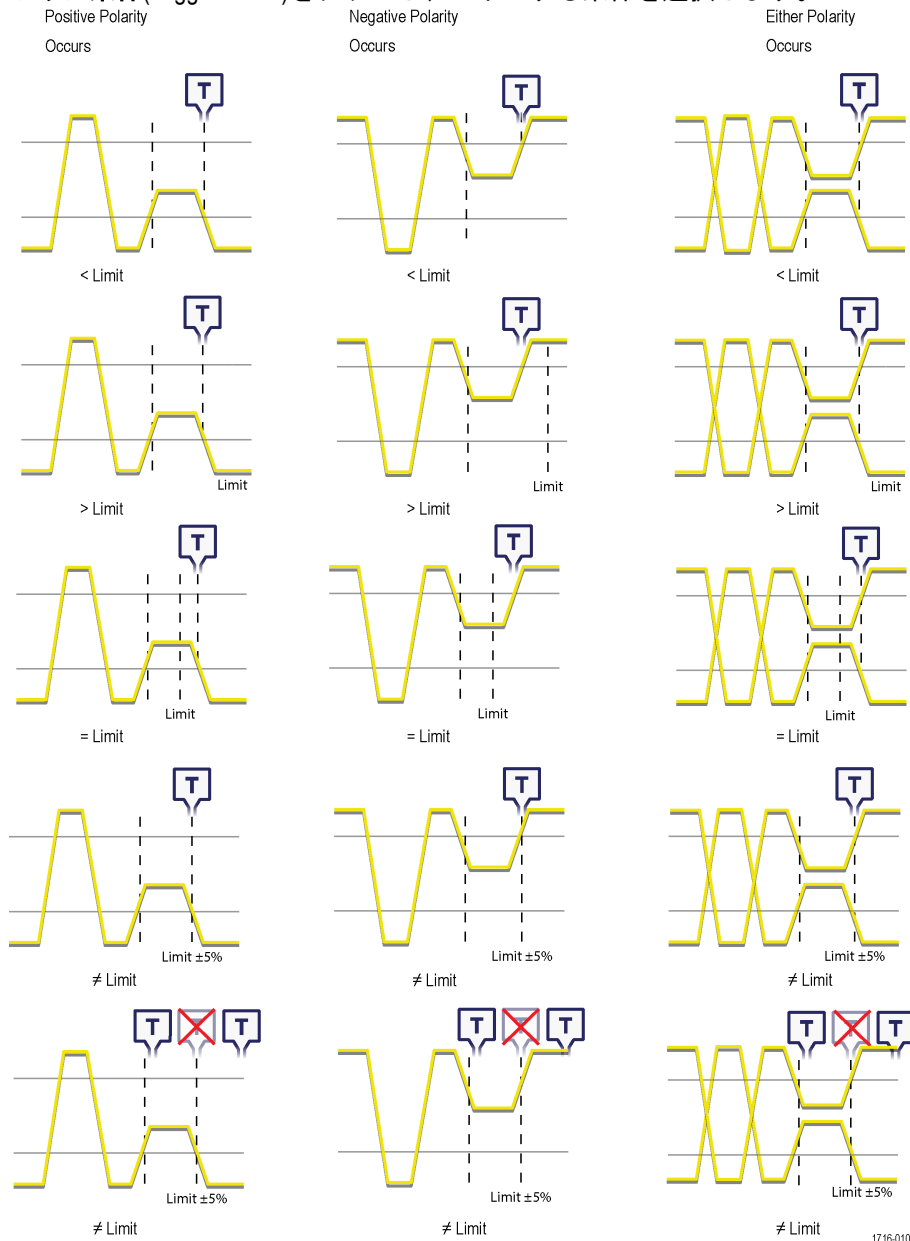 Positive Polarity Negative Polarity Either Polarity
Occurs Occurs Occurs
T T T
< Limit < Limit < Limit
T T T
Limit Limit Limit
> Limit > Limit > Limit
T T T
Limit Limit Limit
= Limit = Limit = Limit
T T T
Limit ±5% Limit ±5% Limit ±5%
≠ Limit ≠ Limit ≠ Limit
T T T T T T T T T
Limit ±5% Limit ±5% Limit ±5%
≠ Limit ≠ Limit ≠ Limit
1716-010